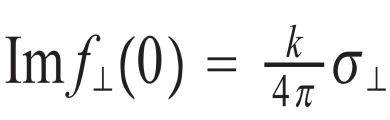 Im f⊥(0) = k/4π σ⊥